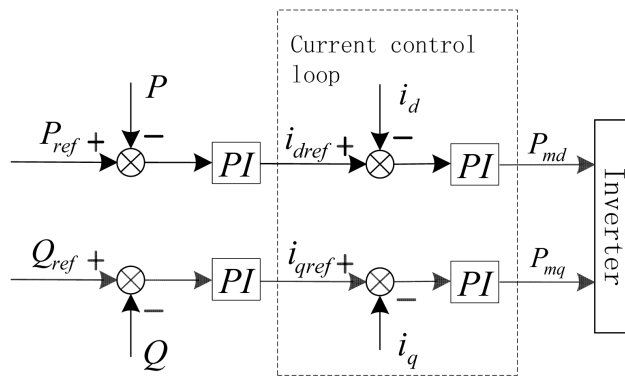 Current control
loop
P
i_d
P_ref + − PI i_dref + − PI P_md
Inverter
Q_ref + − PI i_qref + − PI P_mq
Q
i_q